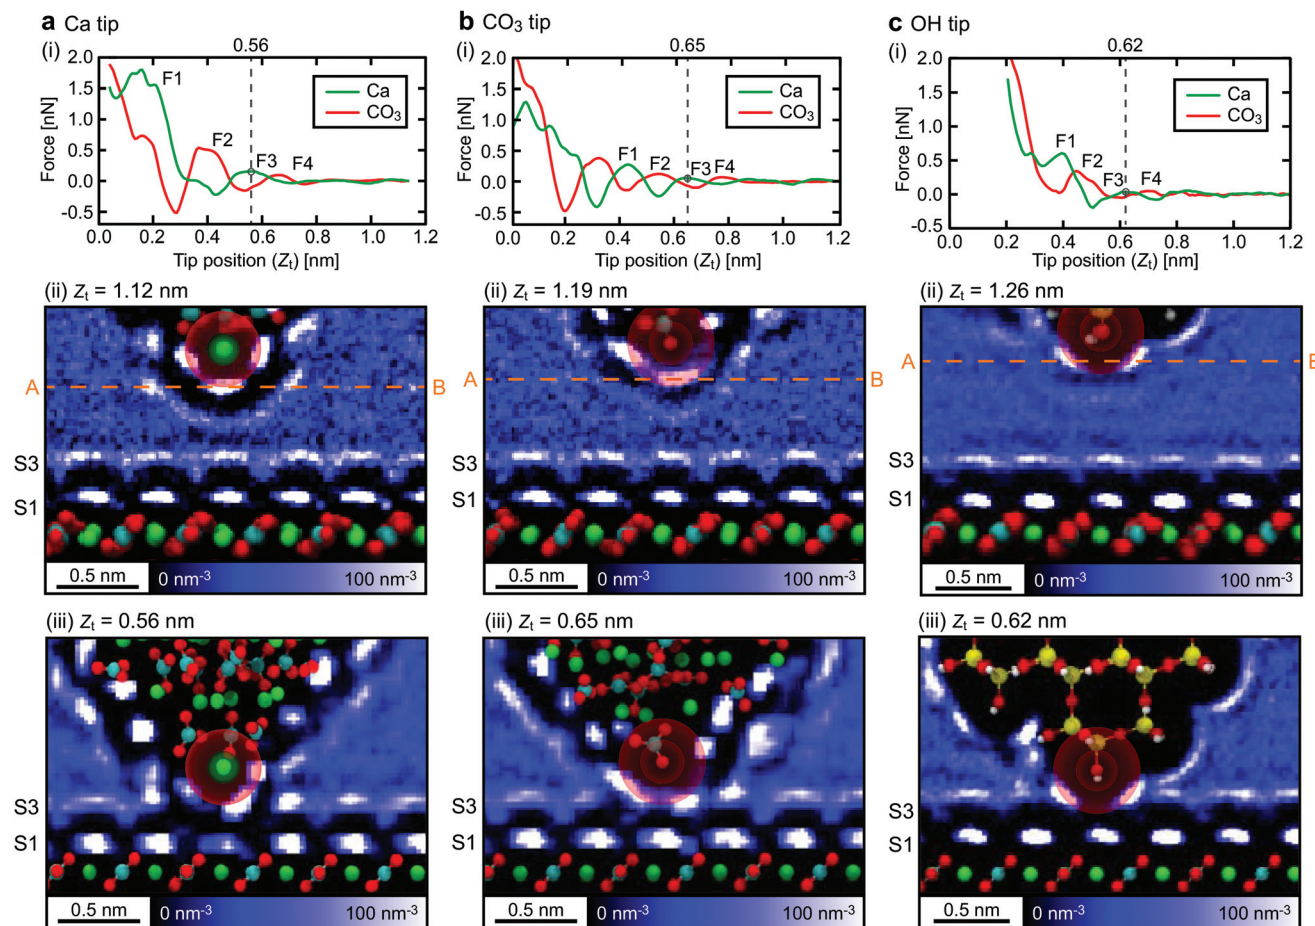 a Ca tip
(i)
0.56
2.0
1.5
1.0
0.5
0.0
-0.5
Force [nN]
F1
F2
F3
F4
Ca
CO3
0.0 0.2 0.4 0.6 0.8 1.0 1.2
Tip position (Zt) [nm]
(ii) Zt = 1.12 nm
A
B
S3
S1
0.5 nm
0 nm-3 100 nm-3
(iii) Zt = 0.56 nm
S3
S1
0.5 nm
0 nm-3 100 nm-3
b CO3 tip
(i)
0.65
2.0
1.5
1.0
0.5
0.0
-0.5
Force [nN]
F1
F2
F3
F4
Ca
CO3
0.0 0.2 0.4 0.6 0.8 1.0 1.2
Tip position (Zt) [nm]
(ii) Zt = 1.19 nm
A
B
S3
S1
0.5 nm
0 nm-3 100 nm-3
(iii) Zt = 0.65 nm
S3
S1
0.5 nm
0 nm-3 100 nm-3
c OH tip
(i)
0.62
2.0
1.5
1.0
0.5
0.0
-0.5
Force [nN]
F1
F2
F3
F4
Ca
CO3
0.0 0.2 0.4 0.6 0.8 1.0 1.2
Tip position (Zt) [nm]
(ii) Zt = 1.26 nm
A
B
S3
S1
0.5 nm
0 nm-3 100 nm-3
(iii) Zt = 0.62 nm
S3
S1
0.5 nm
0 nm-3 100 nm-3